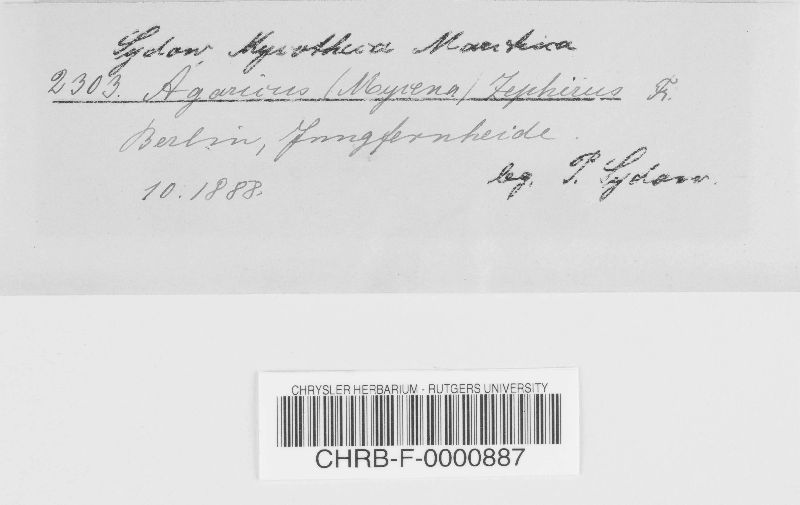 Sydow Mycotheca Marchica
2303. Agaricus (Mycena) Zephirus Fr.
Berlin, Jungfernheide.
leg. P. Sydow.
10. 1888.
CHRYSLER HERBARIUM - RUTGERS UNIVERSITY
CHRB-F-0000887